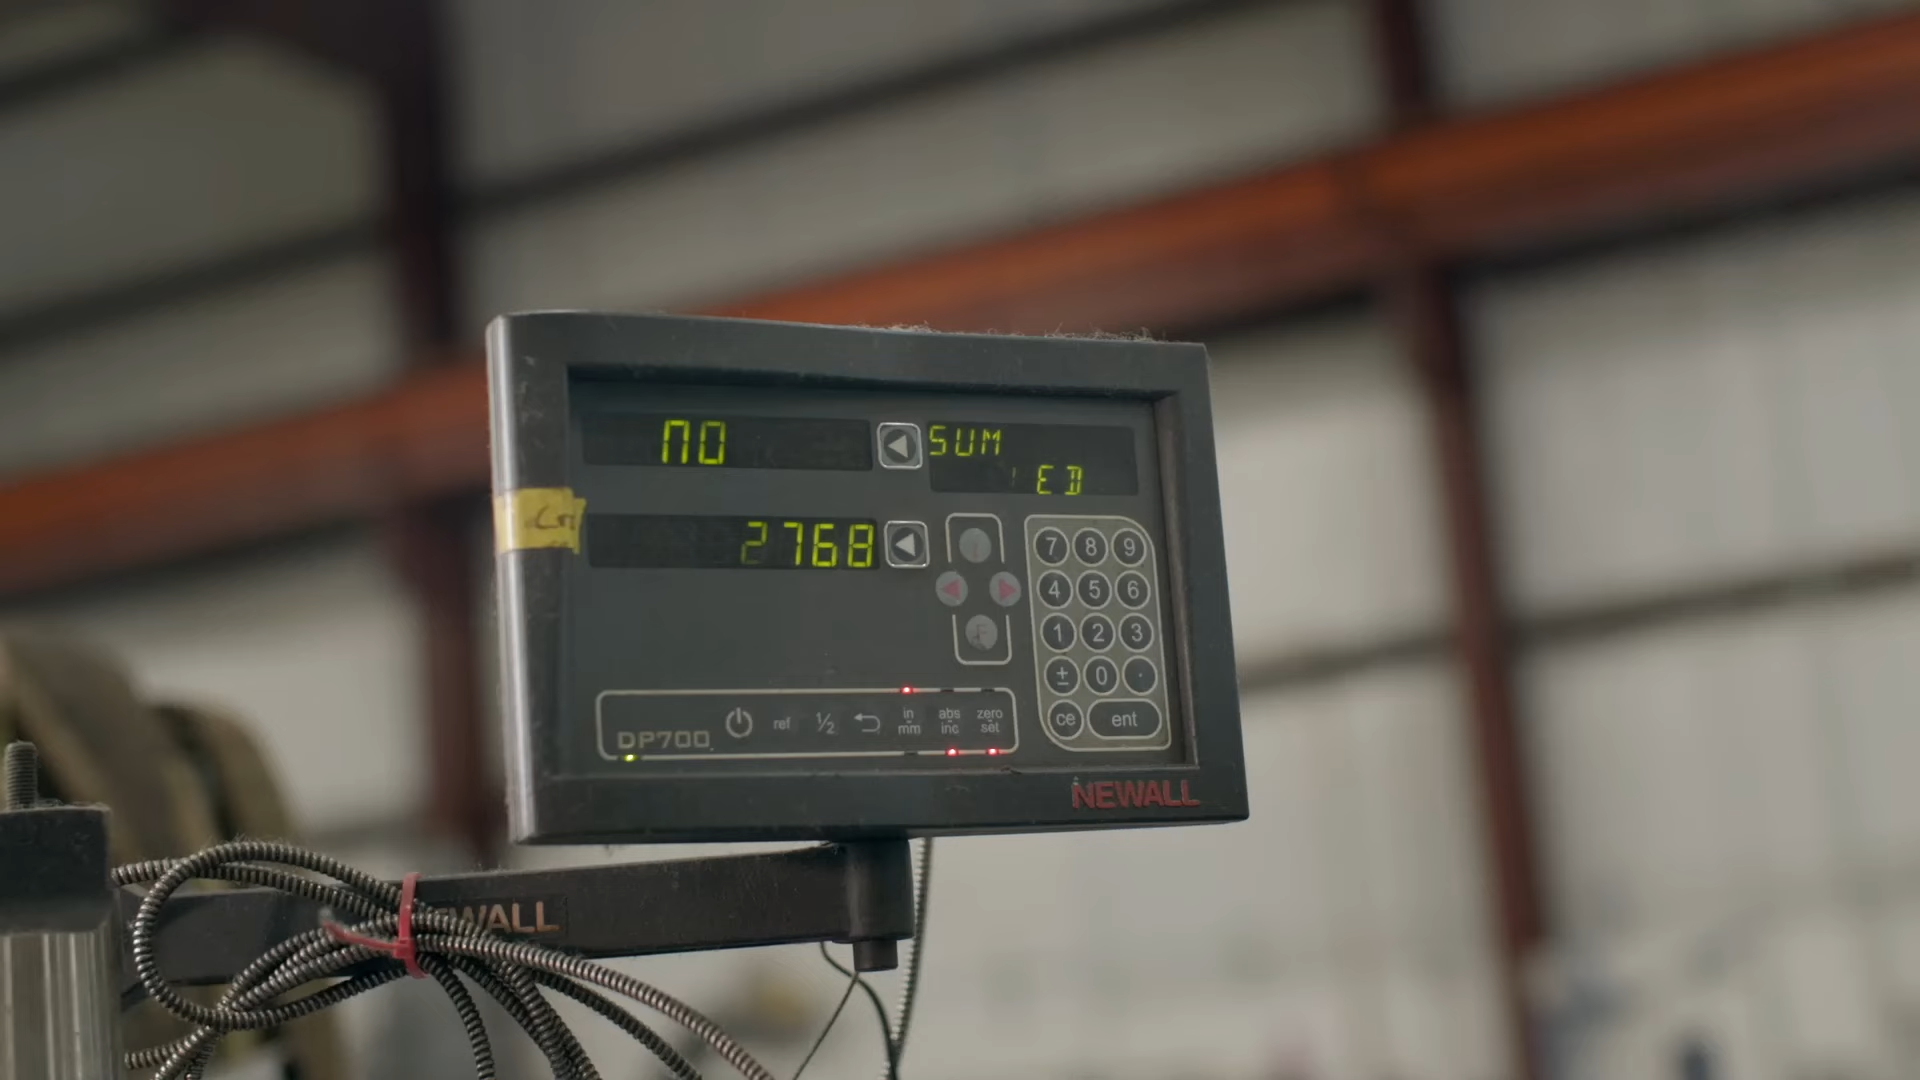 NO
SUM
ED
2768
7 8 9
4 5 6
1 2 3
± 0 .
ce ent
F
DP700
ref
1/2
in
mm
abs
inc
zero
set
NEWALL
WALL